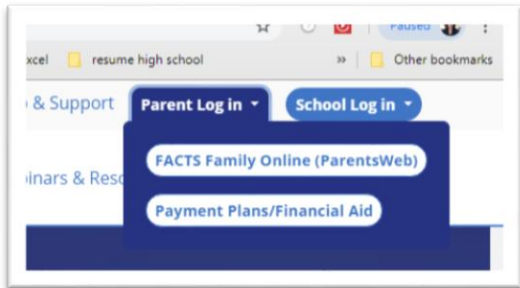 Paused
xcel resume high school » Other bookmarks
& Support Parent Log in School Log in
FACTS Family Online (ParentsWeb)
inars & Reso
Payment Plans/Financial Aid